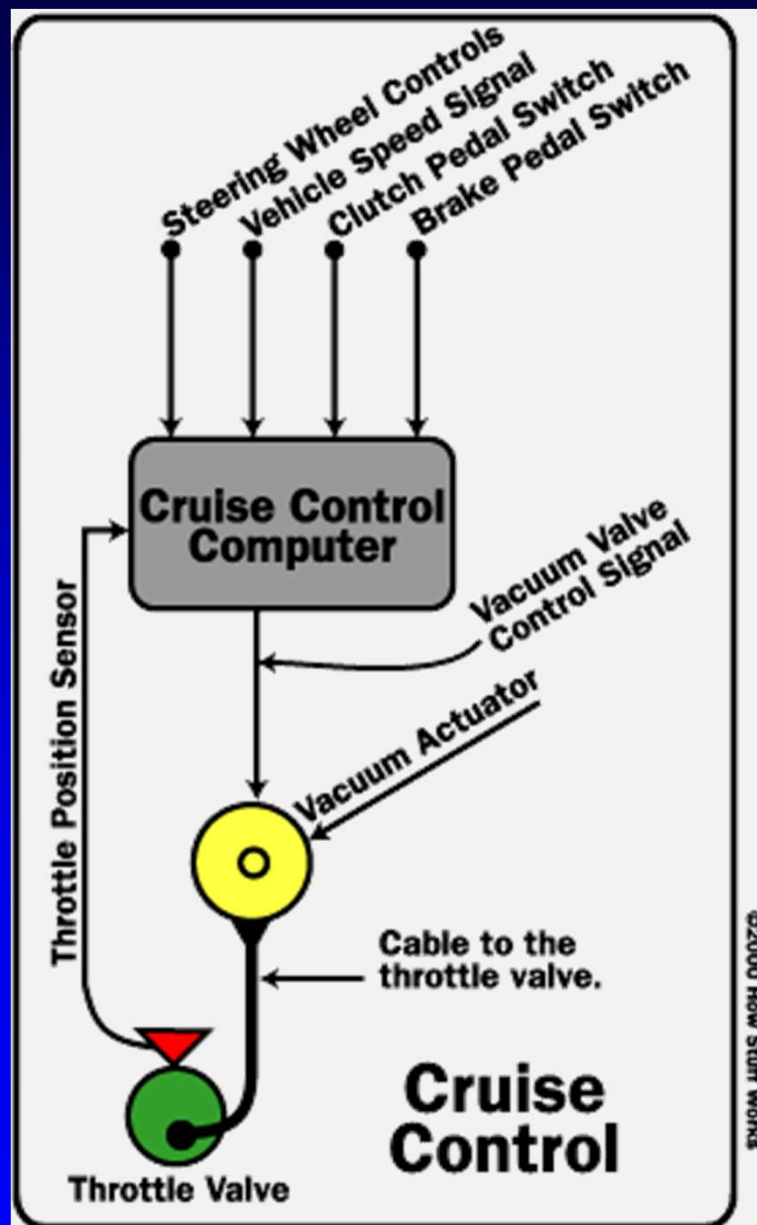 Steering Wheel Controls
Vehicle Speed Signal
Clutch Pedal Switch
Brake Pedal Switch
Cruise Control
Computer
Vacuum Valve
Control Signal
Throttle Position Sensor
Vacuum Actuator
Cable to the
throttle valve.
Cruise
Control
Throttle Valve
©2000 How Stuff Works